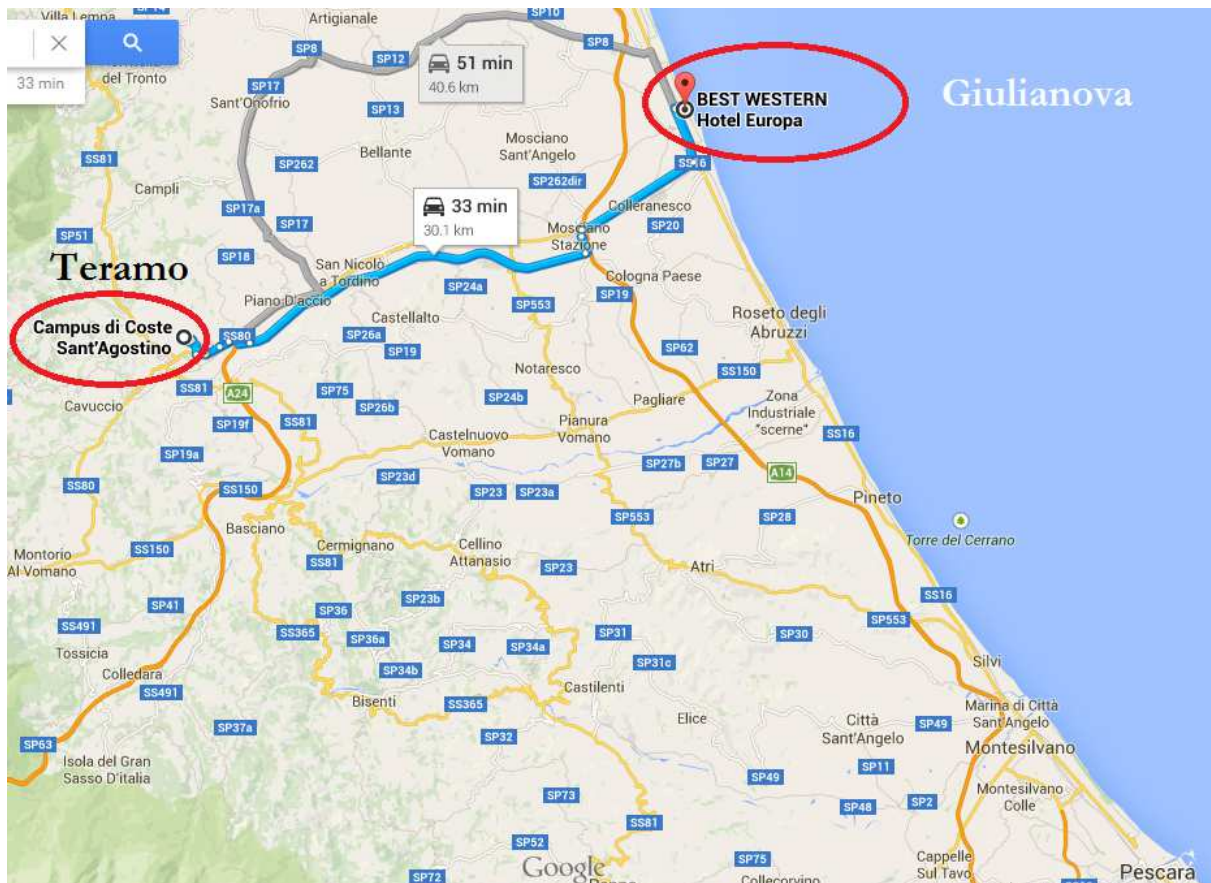 Villa Lempa
SP14
Artigianale
SP10
33 min
del Tronto
SP8
SP12
SP8
51 min
40.6 km
SP17
Sant'Onofrio
SP13
BEST WESTERN
Hotel Europa
Giulianova
SS81
SP262
Bellante
Mosciano
Sant'Angelo
SS16
Campli
SP262dir
SP17a
SP17
33 min
30.1 km
Colleranesco
SP51
Mosciano
Stazione
SP20
Teramo
SP18
San Nicolò
a Tordino
SP24a
Cologna Paese
Piano D'accio
SP553
SP19
Roseto degli
Abruzzi
Campus di Coste
Sant'Agostino
SS80
SP26a
Castellalto
SP19
SP62
Notaresco
SS150
SS81
A24
SP75
SP24b
Pagliare
Zona
Industriale
"scerne"
Cavuccio
SP26b
SP19f
SS81
Pianura
Vomano
SS16
SP19a
Castelnuovo
Vomano
SP27b
SP27
A14
SS80
SS150
SP23d
SP23
SP23a
Pineto
Basciano
SP553
SP28
Torre del Cerrano
Montorio
Al Vomano
SS150
Cermignano
SS81
Cellino
Attanasio
SP23
Atri
SS16
SP41
SP36
SP23b
SS491
SS365
SP36a
SP34
SP34a
SP31
SP30
SP553
Tossicia
SP31c
Silvi
Colledara
SS491
SP34b
Castilenti
Bisenti
SS365
Marina di Città
Sant'Angelo
SP37a
Elice
Città
Sant'Angelo
SP49
SP63
SP32
Montesilvano
Isola del Gran
Sasso D'italia
SP49
SP11
SP73
Montesilvano
Colle
SP48
SP2
SS81
SP52
Google
SP75
Cappelle
Sul Tavo
SP72
Collecorvino
Pescara